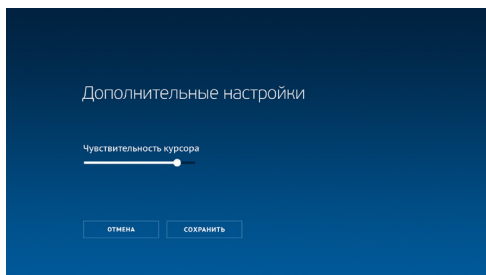 Дополнительные настройки
Чувствительность курсора
ОТМЕНА
СОХРАНИТЬ